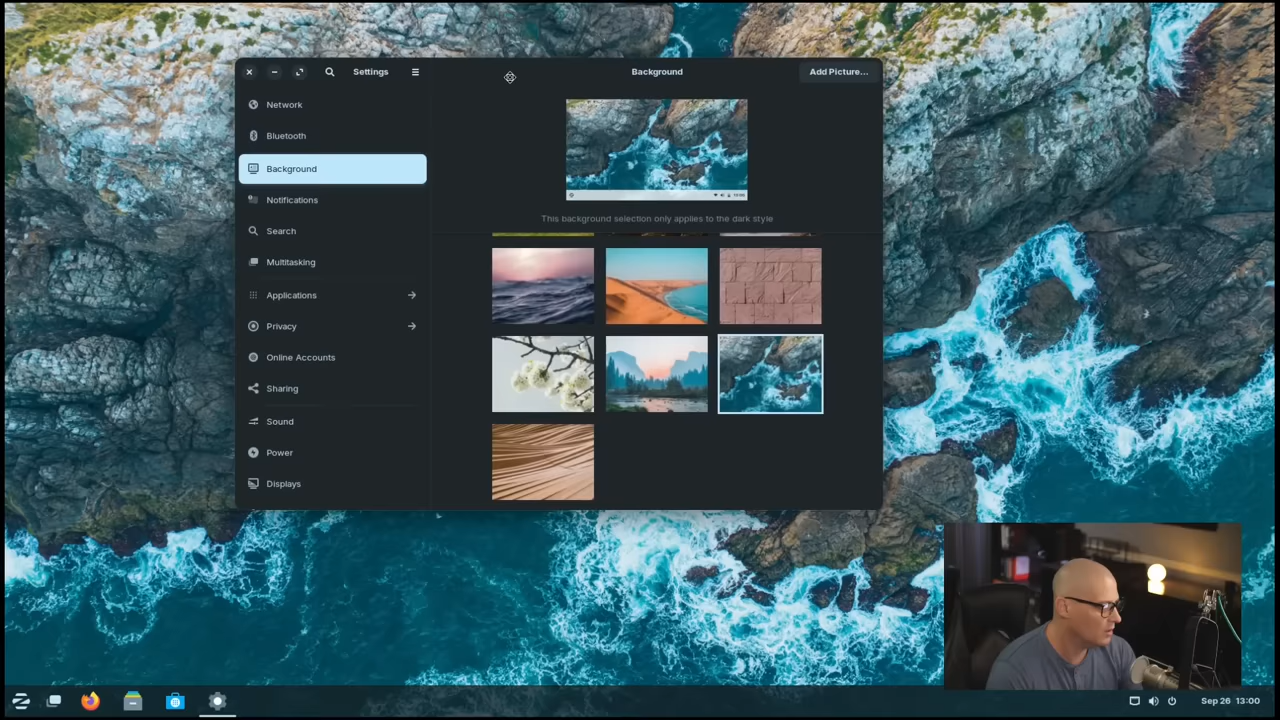 Settings
Background
Add Picture...
Network
Bluetooth
Background
Notifications
Search
Multitasking
Applications
Privacy
Online Accounts
Sharing
Sound
Power
Displays
This background selection only applies to the dark style
Sep 26 13:00